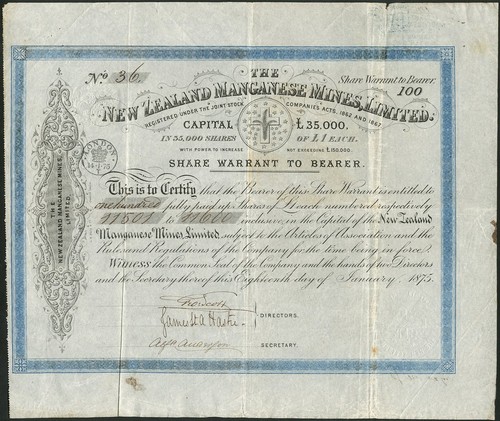 No 36
Share Warrant to Bearer.
100
THE
NEW ZEALAND MANGANESE MINES, LIMITED.
REGISTERED UNDER THE JOINT STOCK COMPANIES ACTS, 1862 AND 1867
CAPITAL £35,000.
IN 35,000 SHARES OF £1 EACH.
WITH POWER TO INCREASE NOT EXCEEDING £150,000.
SHARE WARRANT TO BEARER.
THE NEW ZEALAND MANGANESE MINES, LIMITED.
LONDON
This is to Certify that the Bearer of this Share Warrant is entitled to
one hundred fully paid up Shares of £1 each numbered respectively
11501 to 11600 inclusive, in the Capital of the New Zealand
Manganese Mines Limited, subject to the Articles of Association and the
Rules and Regulations of the Company for the time being in force.
Witness the Common Seal of the Company and the hands of two Directors
and the Secretary thereof this Eighteenth day of January, 1875.
DIRECTORS.
SECRETARY.